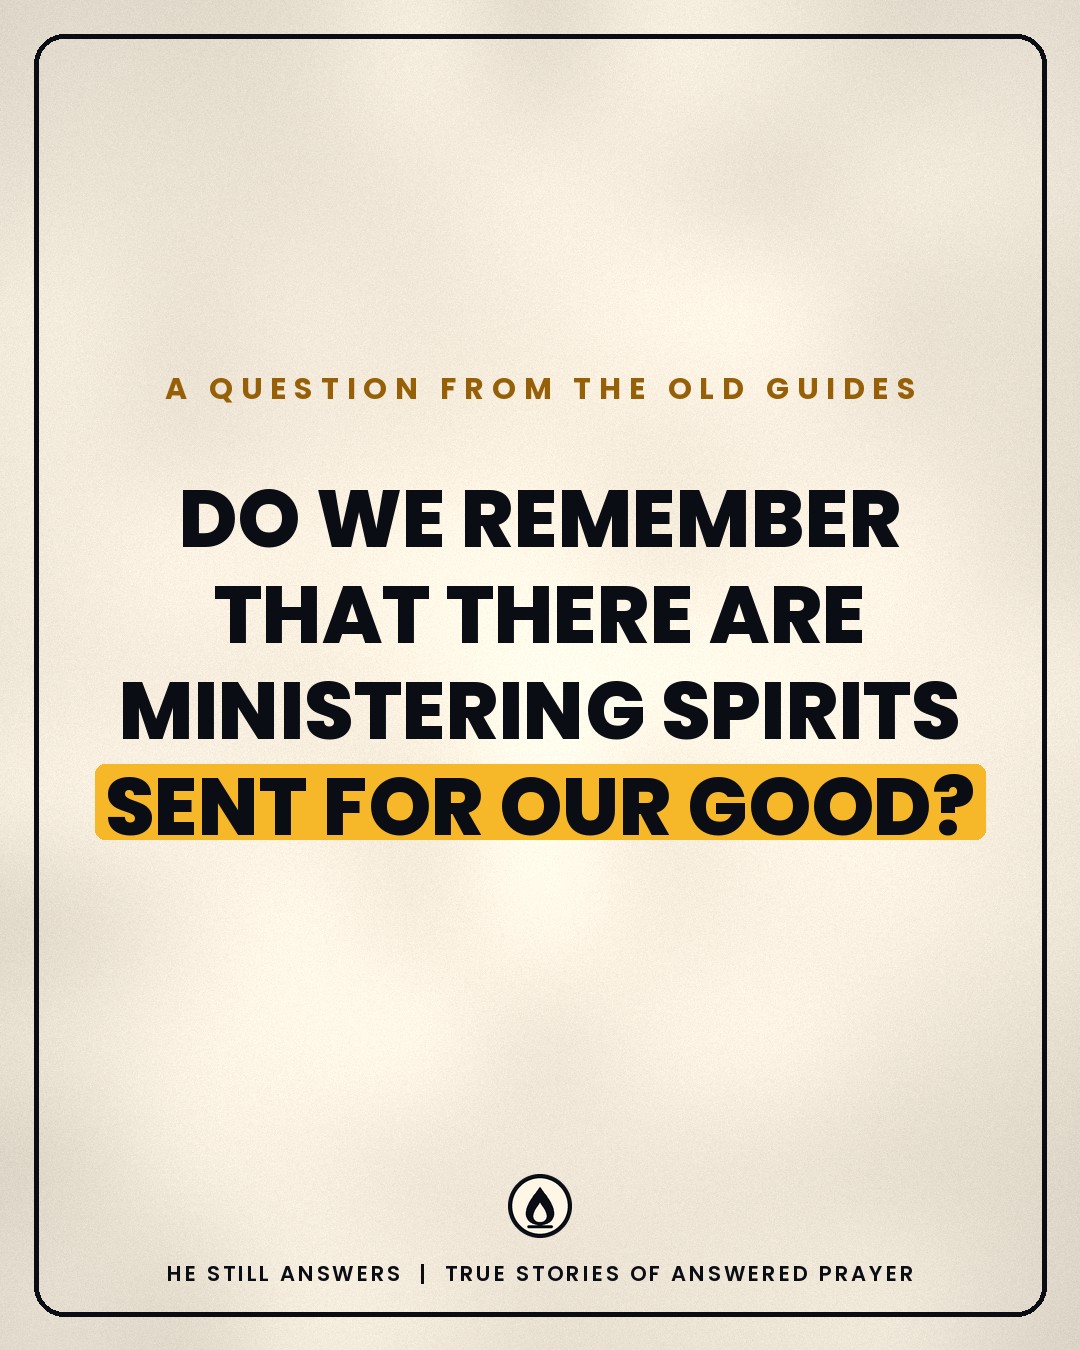 A QUESTION FROM THE OLD GUIDES
DO WE REMEMBER
THAT THERE ARE
MINISTERING SPIRITS
SENT FOR OUR GOOD?
HE STILL ANSWERS | TRUE STORIES OF ANSWERED PRAYER